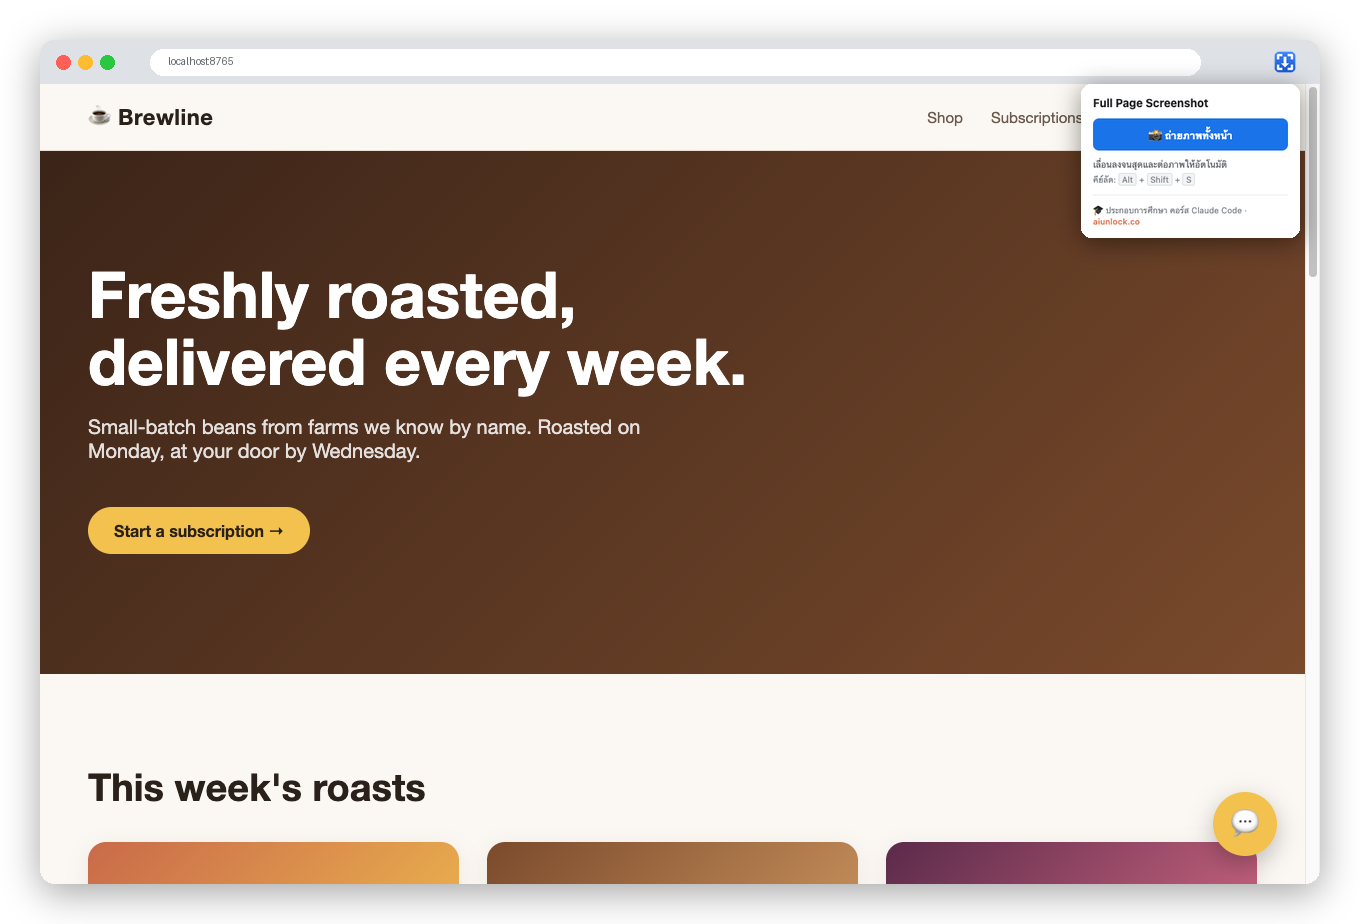 localhost:8765
Brewline
Shop
Subscriptions
Full Page Screenshot
ถ่ายภาพทั้งหน้า
เลื่อนลงจนสุดและต่อภาพให้อัตโนมัติ
คีย์ลัด: Alt + Shift + S
ประกอบการศึกษา คอร์ส Claude Code ·
aiunlock.co
Freshly roasted,
delivered every week.
Small-batch beans from farms we know by name. Roasted on
Monday, at your door by Wednesday.
Start a subscription →
This week's roasts